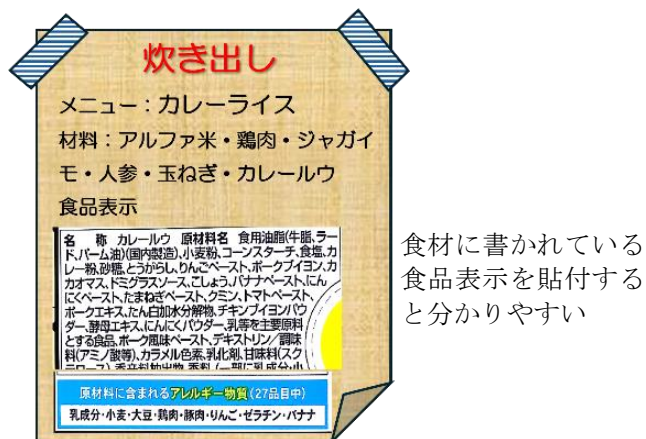 炊き出し
メニュー：カレーライス
材料：アルファ米・鶏肉・ジャガイ
モ・人参・玉ねぎ・カレールウ
食品表示
名　称 カレールウ 原材料名 食用油脂(牛脂、ラー
ド、パーム油)(国内製造)、小麦粉、コーンスターチ、食塩、カ
レー粉、砂糖、とうがらし、りんごペースト、ポークブイヨン、カ
カオマス、ドミグラスソース、こしょう、バナナペースト、にん
にくペースト、たまねぎペースト、クミン、トマトペースト、
ポークエキス、たん白加水分解物、チキンブイヨンパウ
ダー、酵母エキス、にんにくパウダー、乳等を主要原料
とする食品、ポーク風味ペースト、デキストリン／調味
料(アミノ酸等)、カラメル色素、乳化剤、甘味料(スク
原材料に含まれるアレルギー物質(27品目中)
乳成分・小麦・大豆・鶏肉・豚肉・りんご・ゼラチン・バナナ
食材に書かれている
食品表示を貼付する
と分かりやすい